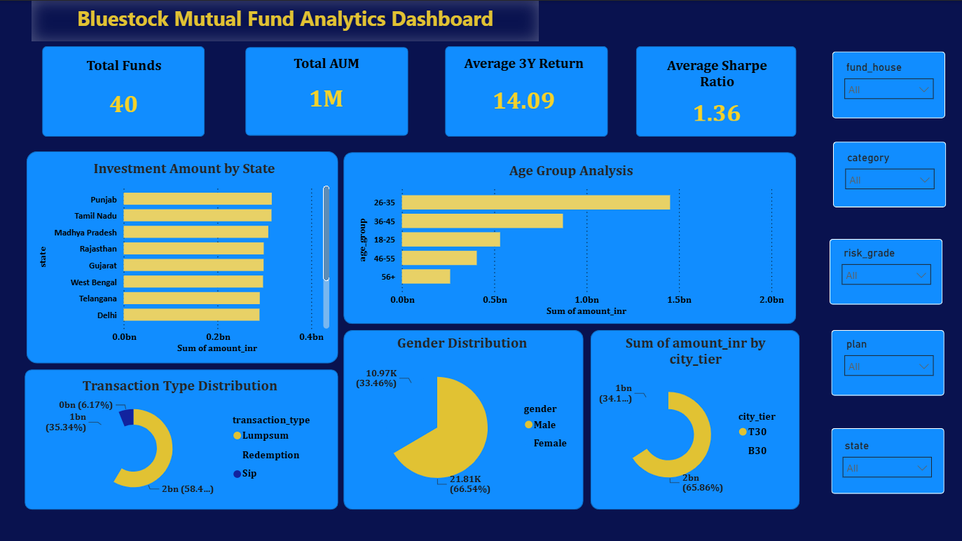 Bluestock Mutual Fund Analytics Dashboard
Total Funds
40
Total AUM
1M
Average 3Y Return
14.09
Average Sharpe
Ratio
1.36
fund_house
All
category
All
risk_grade
All
plan
All
state
All
Investment Amount by State
state
Punjab
Tamil Nadu
Madhya Pradesh
Rajasthan
Gujarat
West Bengal
Telangana
Delhi
0.0bn 0.2bn 0.4bn
Sum of amount_inr
Age Group Analysis
age_group
26-35
36-45
18-25
46-55
56+
0.0bn 0.5bn 1.0bn 1.5bn 2.0bn
Sum of amount_inr
Transaction Type Distribution
0bn (6.17%)
1bn
(35.34%)
2bn (58.4...)
transaction_type
Lumpsum
Redemption
Sip
Gender Distribution
10.97K
(33.46%)
21.81K
(66.54%)
gender
Male
Female
Sum of amount_inr by
city_tier
1bn
(34.1...)
2bn
(65.86%)
city_tier
T30
B30